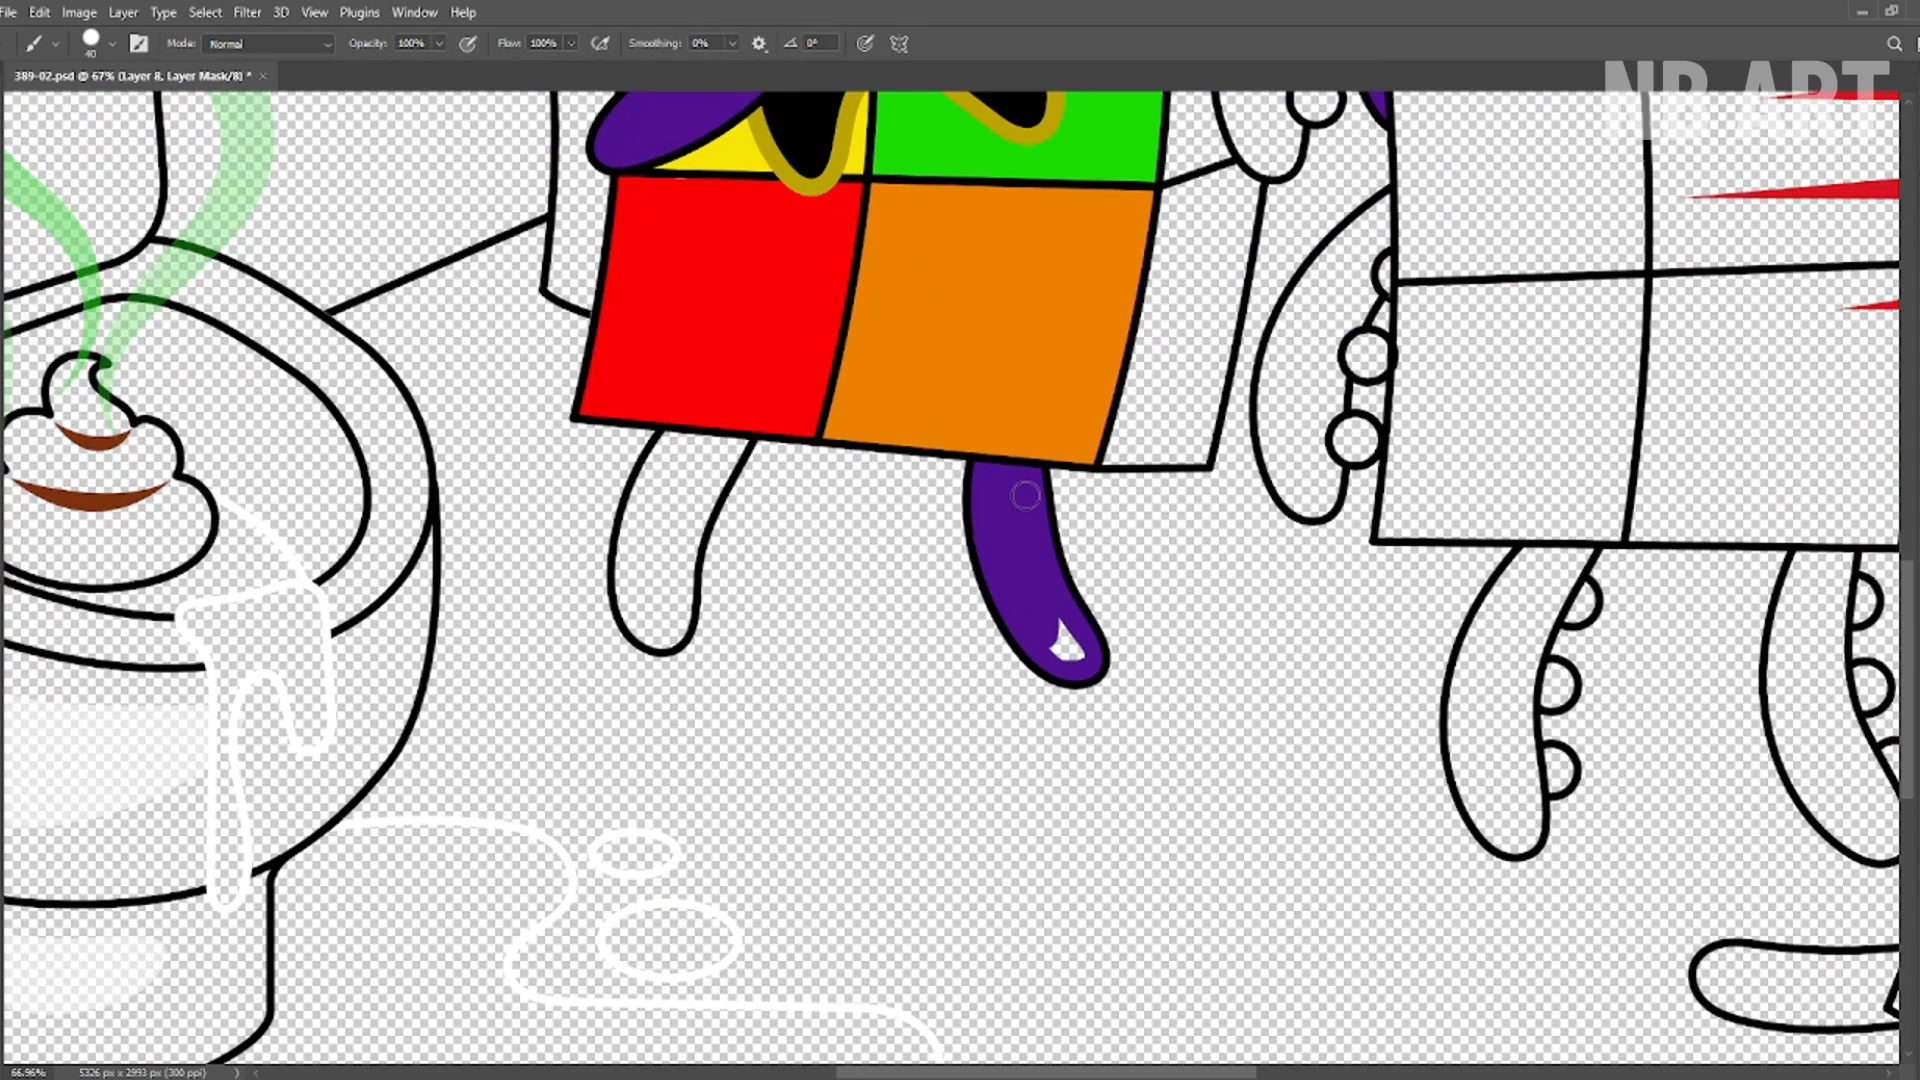 File Edit Image Layer Type Select Filter 3D View Plugins Window Help
40 Mode: Normal Opacity: 100% Flow: 100% Smoothing: 0% 0°
389-02.psd @ 67% (Layer 8, Layer Mask/8) * ×
NB ART
66.96% 5326 px x 2993 px (300 ppi)